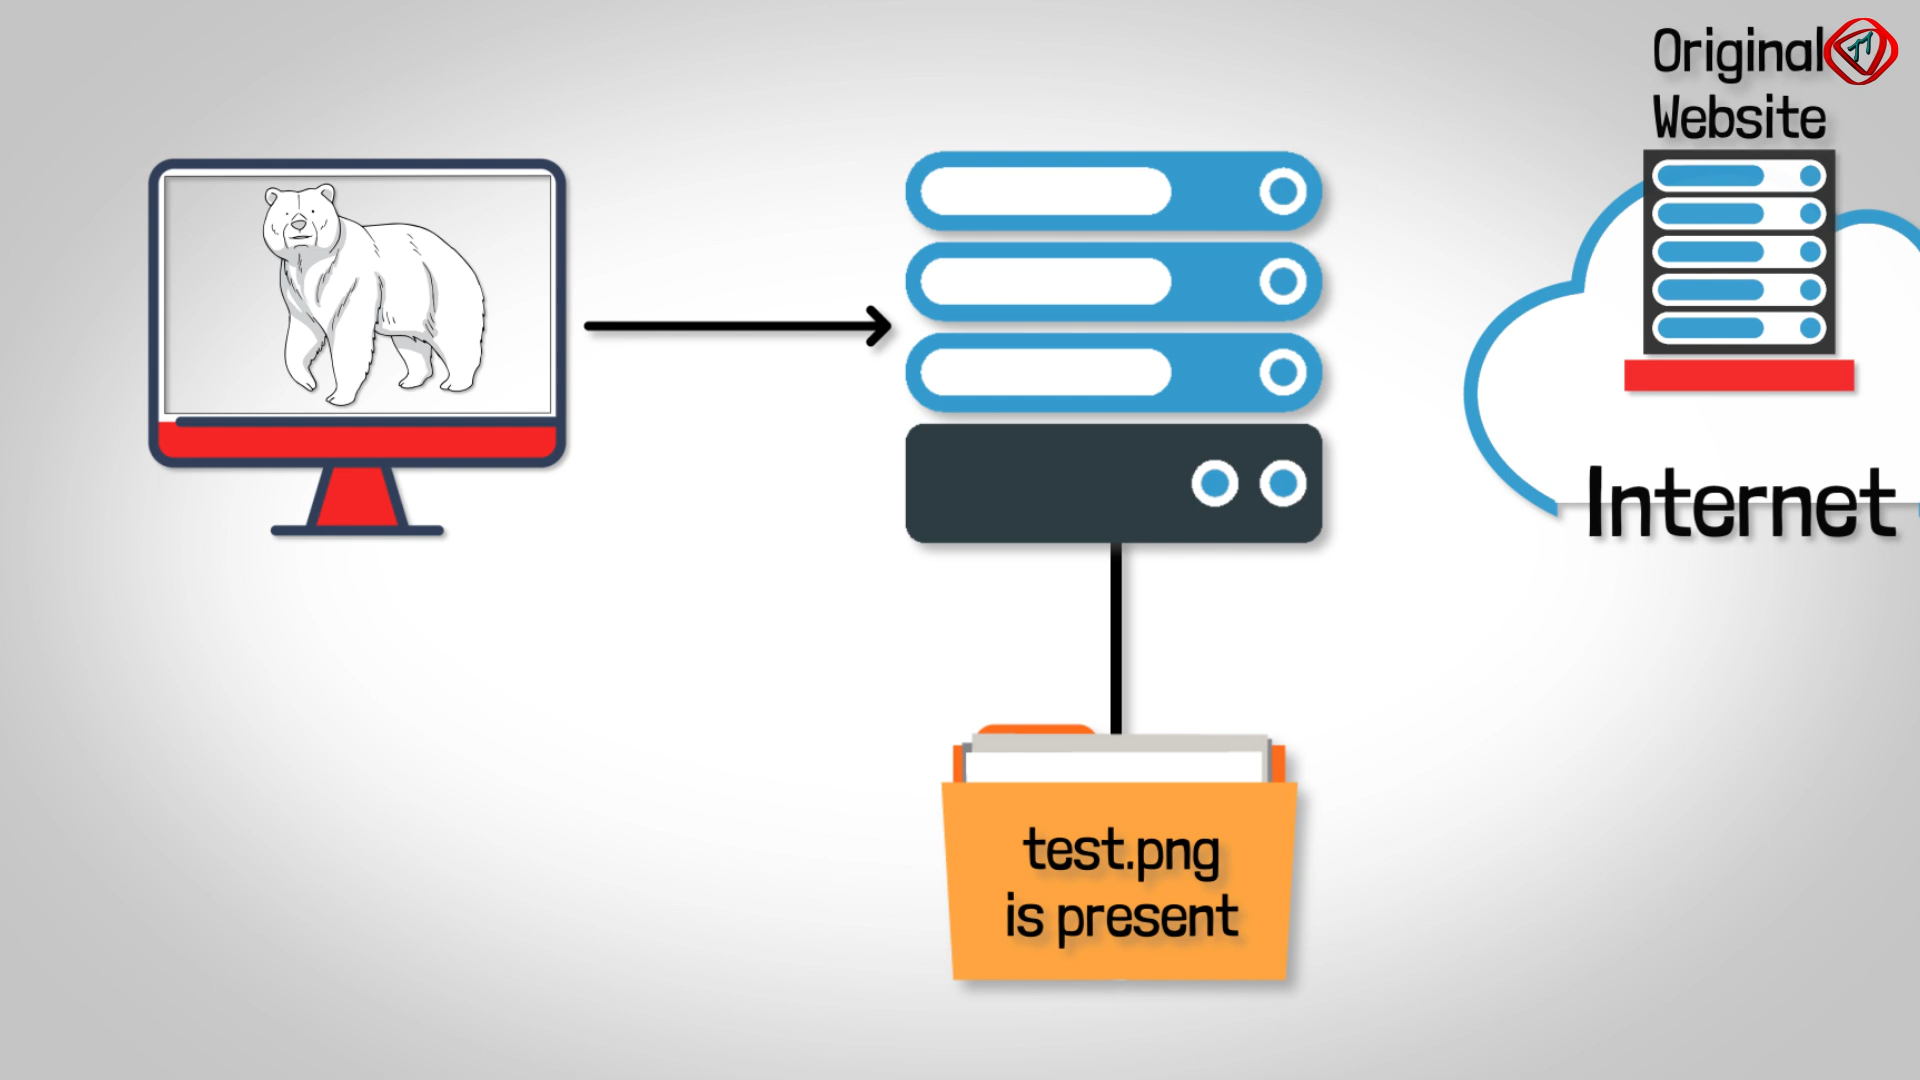 Original
Website
Internet
test.png
is present